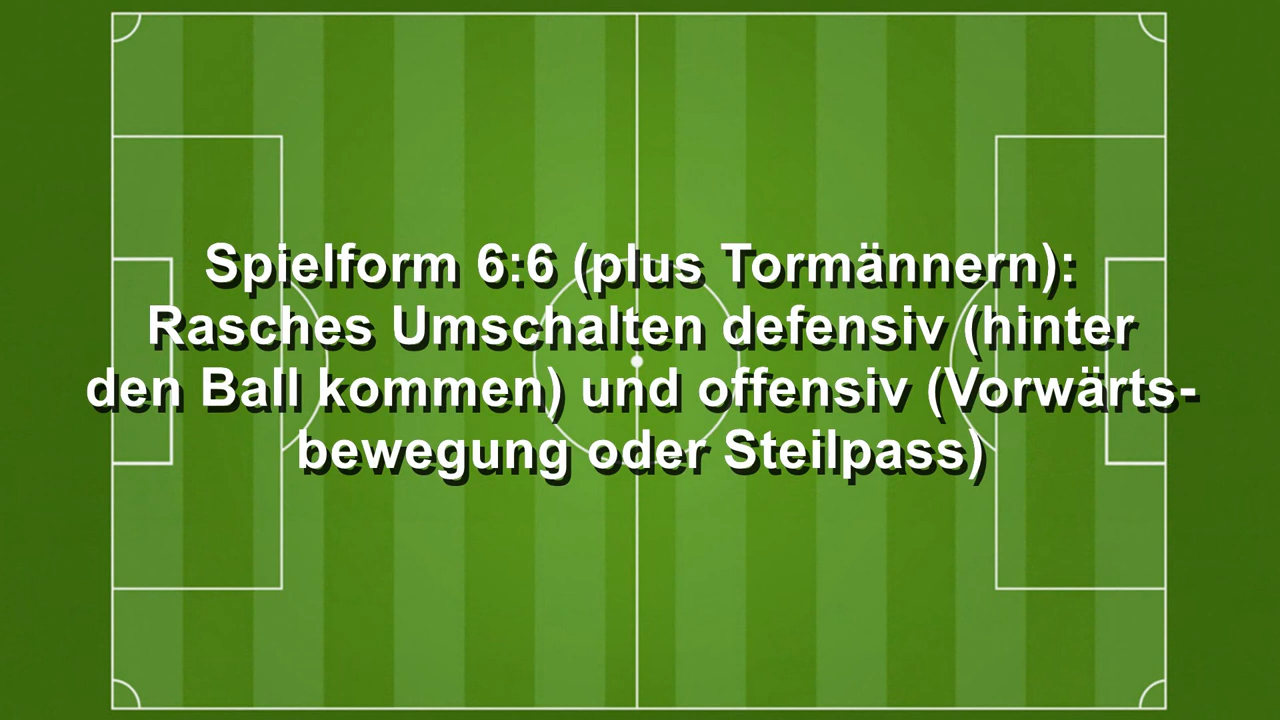 Spielform 6:6 (plus Tormännern):
Rasches Umschalten defensiv (hinter
den Ball kommen) und offensiv (Vorwärts-
bewegung oder Steilpass)